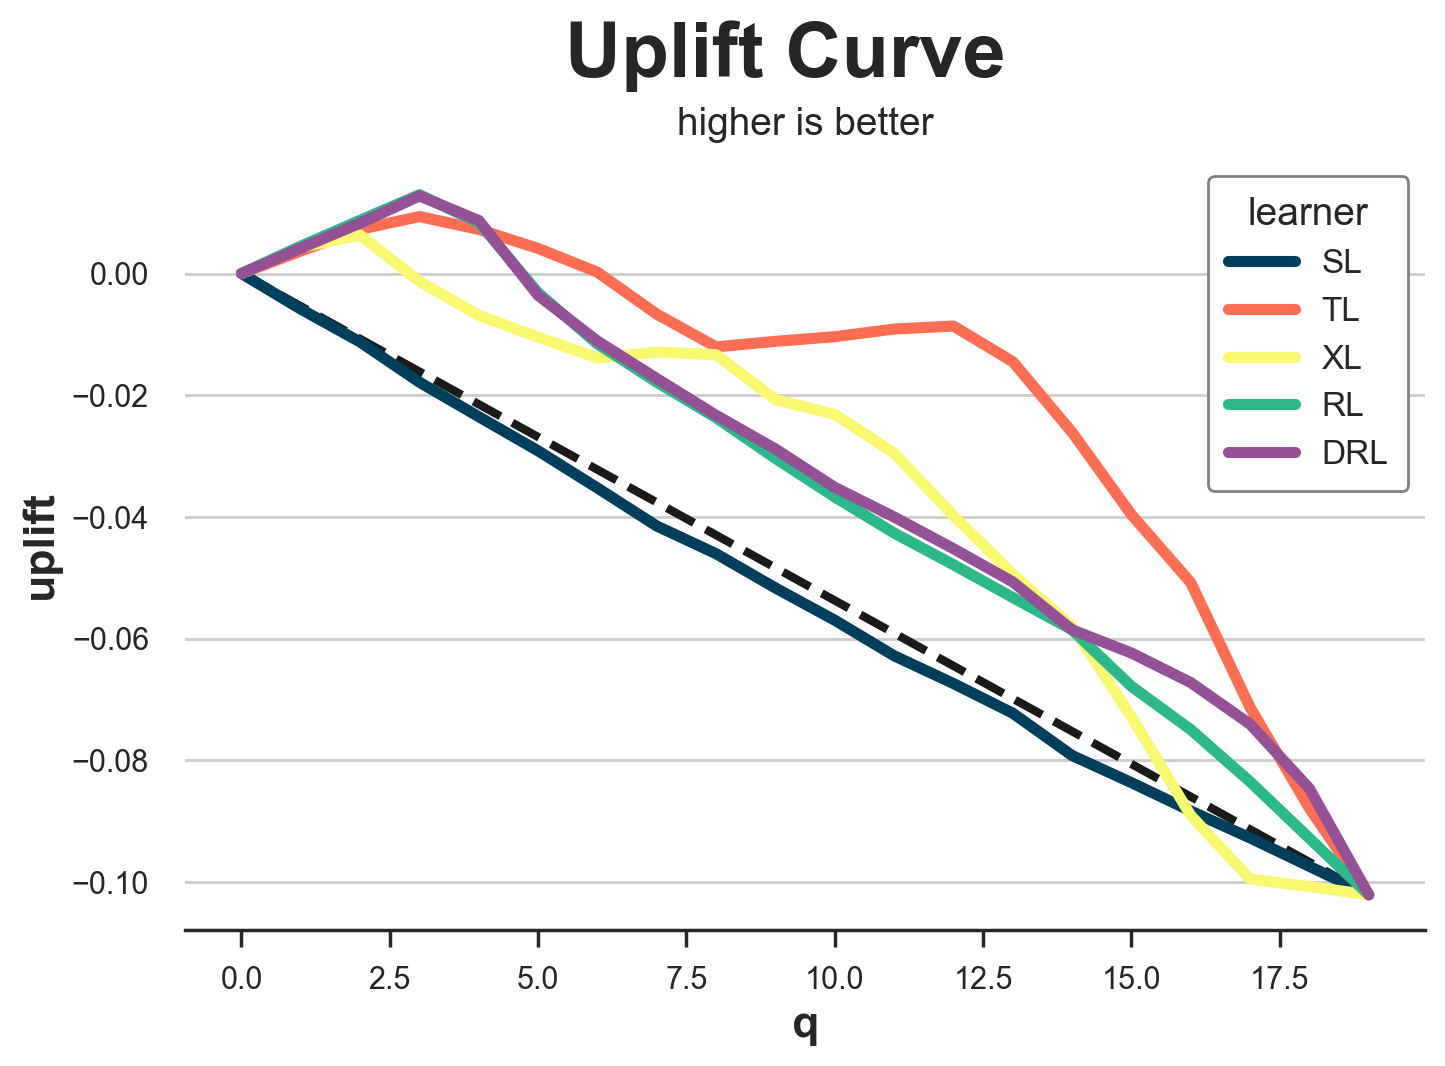 Uplift Curve
higher is better
learner
SL
TL
XL
RL
DRL
0.00
−0.02
−0.04
−0.06
−0.08
−0.10
uplift
0.0 2.5 5.0 7.5 10.0 12.5 15.0 17.5
q